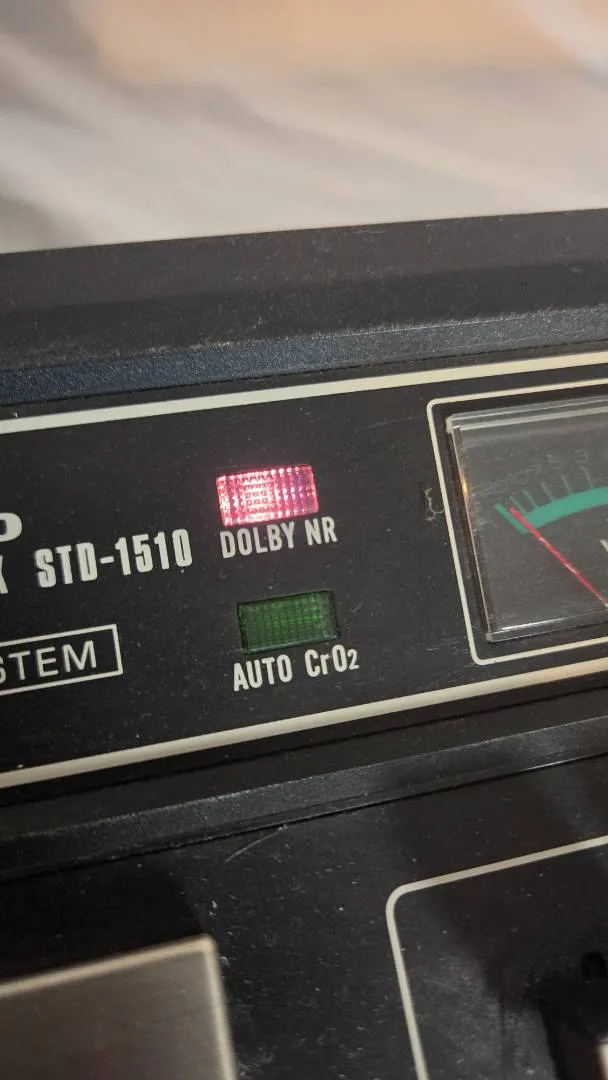 STD-1510
DOLBY NR
STEM
AUTO CrO2